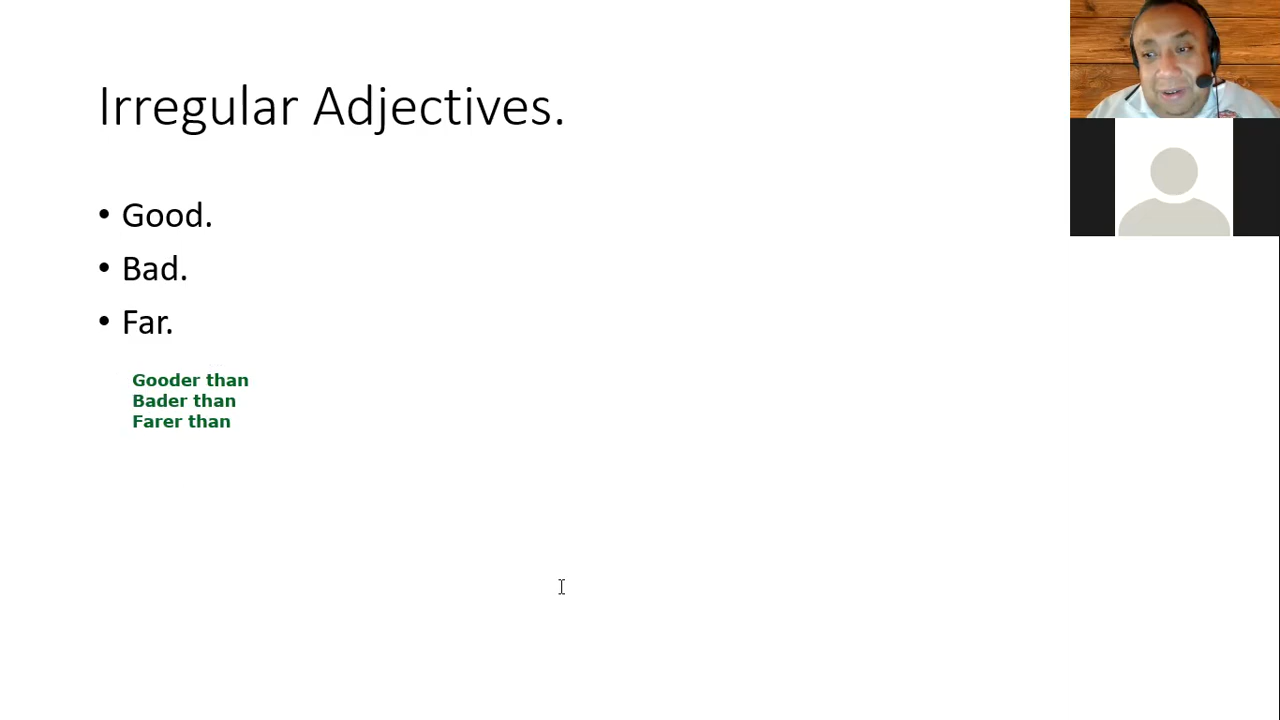 Irregular Adjectives.
• Good.
• Bad.
• Far.
Gooder than
Bader than
Farer than